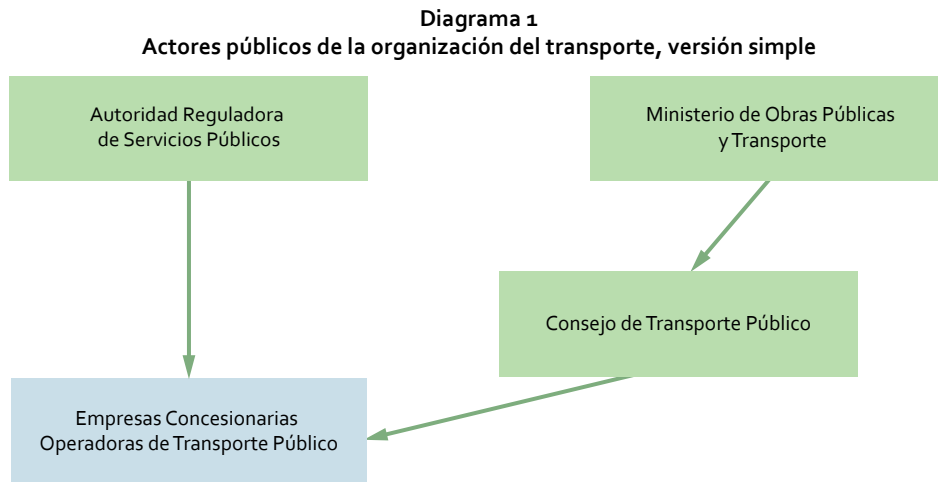 Diagrama 1
Actores públicos de la organización del transporte, versión simple
Autoridad Reguladora
de Servicios Públicos
Ministerio de Obras Públicas
y Transporte
Consejo de Transporte Público
Empresas Concesionarias
Operadoras de Transporte Público